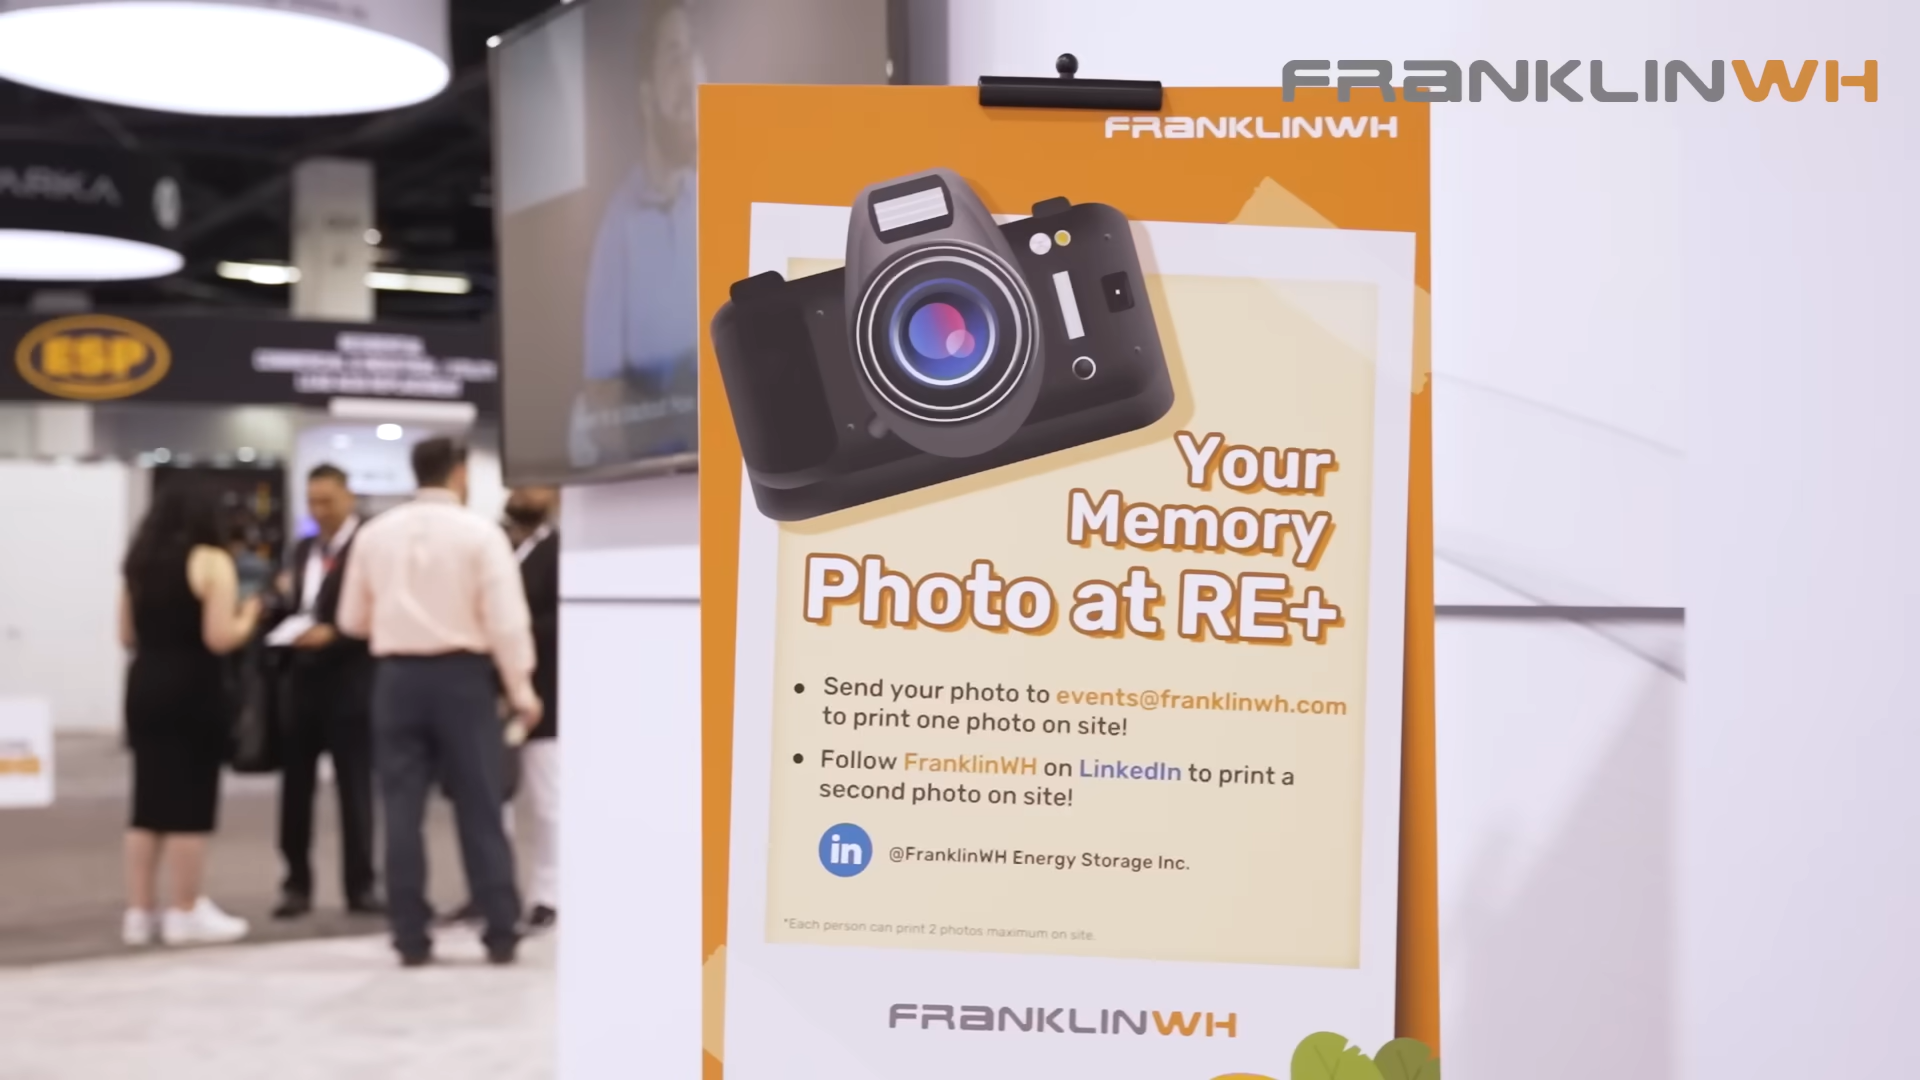 FRANKLINWH
FRANKLINWH
ARKA
ESP
Your
Memory
Photo at RE+
• Send your photo to events@franklinwh.com
to print one photo on site!
• Follow FranklinWH on LinkedIn to print a
second photo on site!
in @FranklinWH Energy Storage Inc.
*Each person can print 2 photos maximum on site.
FRANKLINWH